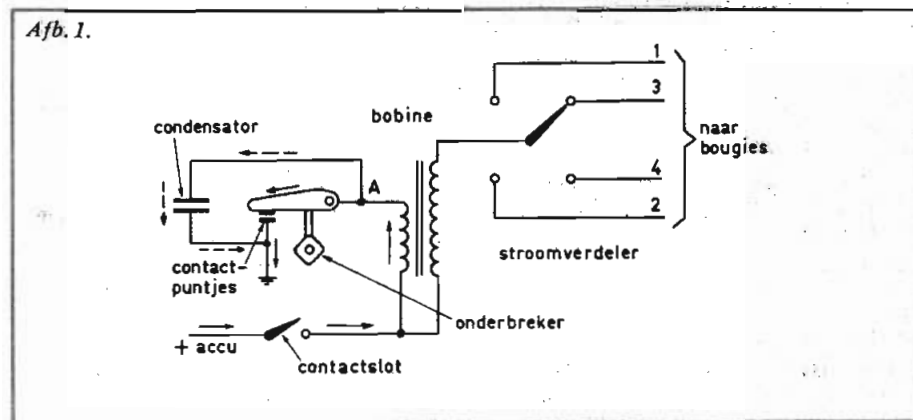 Afb. 1.
condensator
bobine
1
3
naar
bougies
4
2
A
stroomverdeler
contact-
puntjes
onderbreker
+ accu
contactslot